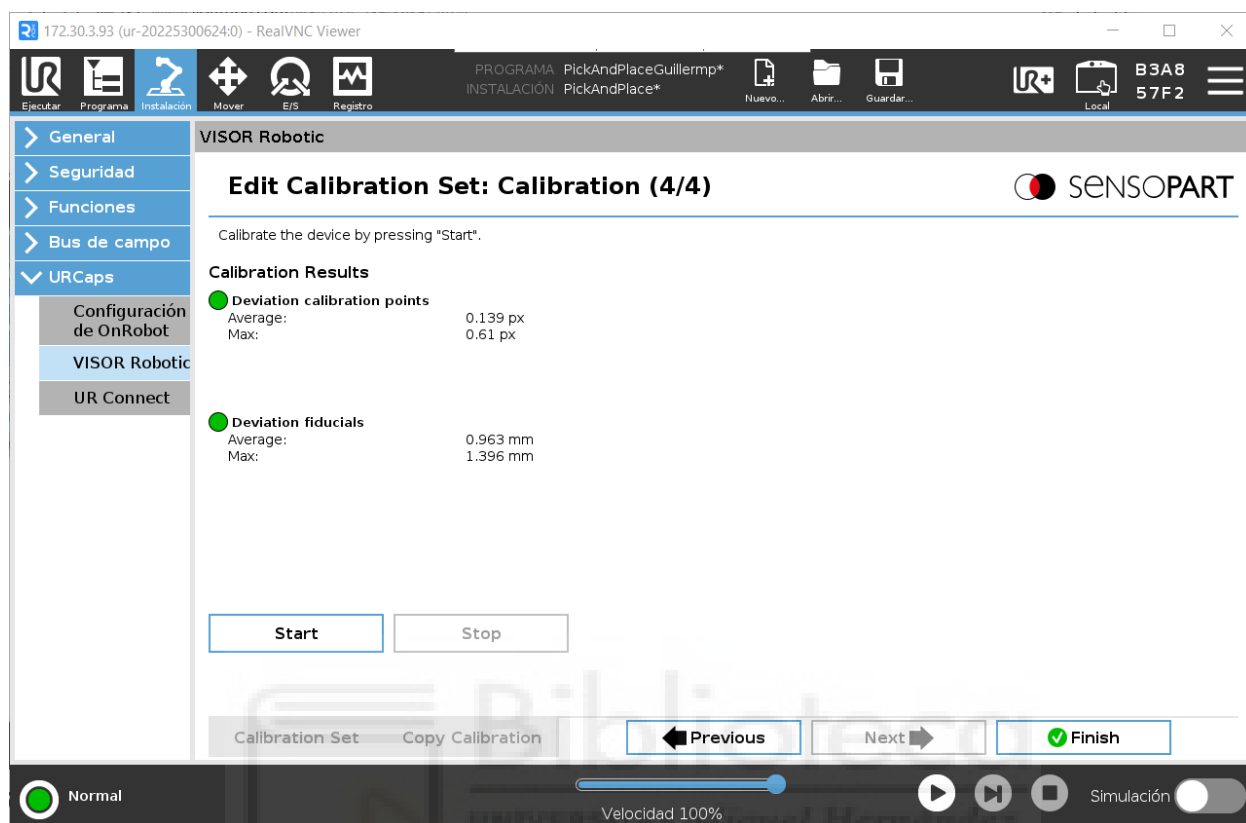 172.30.3.93 (ur-20225300624:0) - RealVNC Viewer
UR
PROGRAMA PickAndPlaceGuillermp*
INSTALACIÓN PickAndPlace*
Ejecutar Programa Instalación Mover E/S Registro Nuevo... Abrir... Guardar...
UR+
Local
B3A8
57F2
General
Seguridad
Funciones
Bus de campo
URCaps
Configuración
de OnRobot
VISOR Robotic
UR Connect
VISOR Robotic
Edit Calibration Set: Calibration (4/4)
SENSOPART
Calibrate the device by pressing "Start".
Calibration Results
Deviation calibration points
Average: 0.139 px
Max: 0.61 px
Deviation fiducials
Average: 0.963 mm
Max: 1.396 mm
Start Stop
Biblioteca
Calibration Set Copy Calibration Previous Next Finish
Normal
Velocidad 100%
Simulación